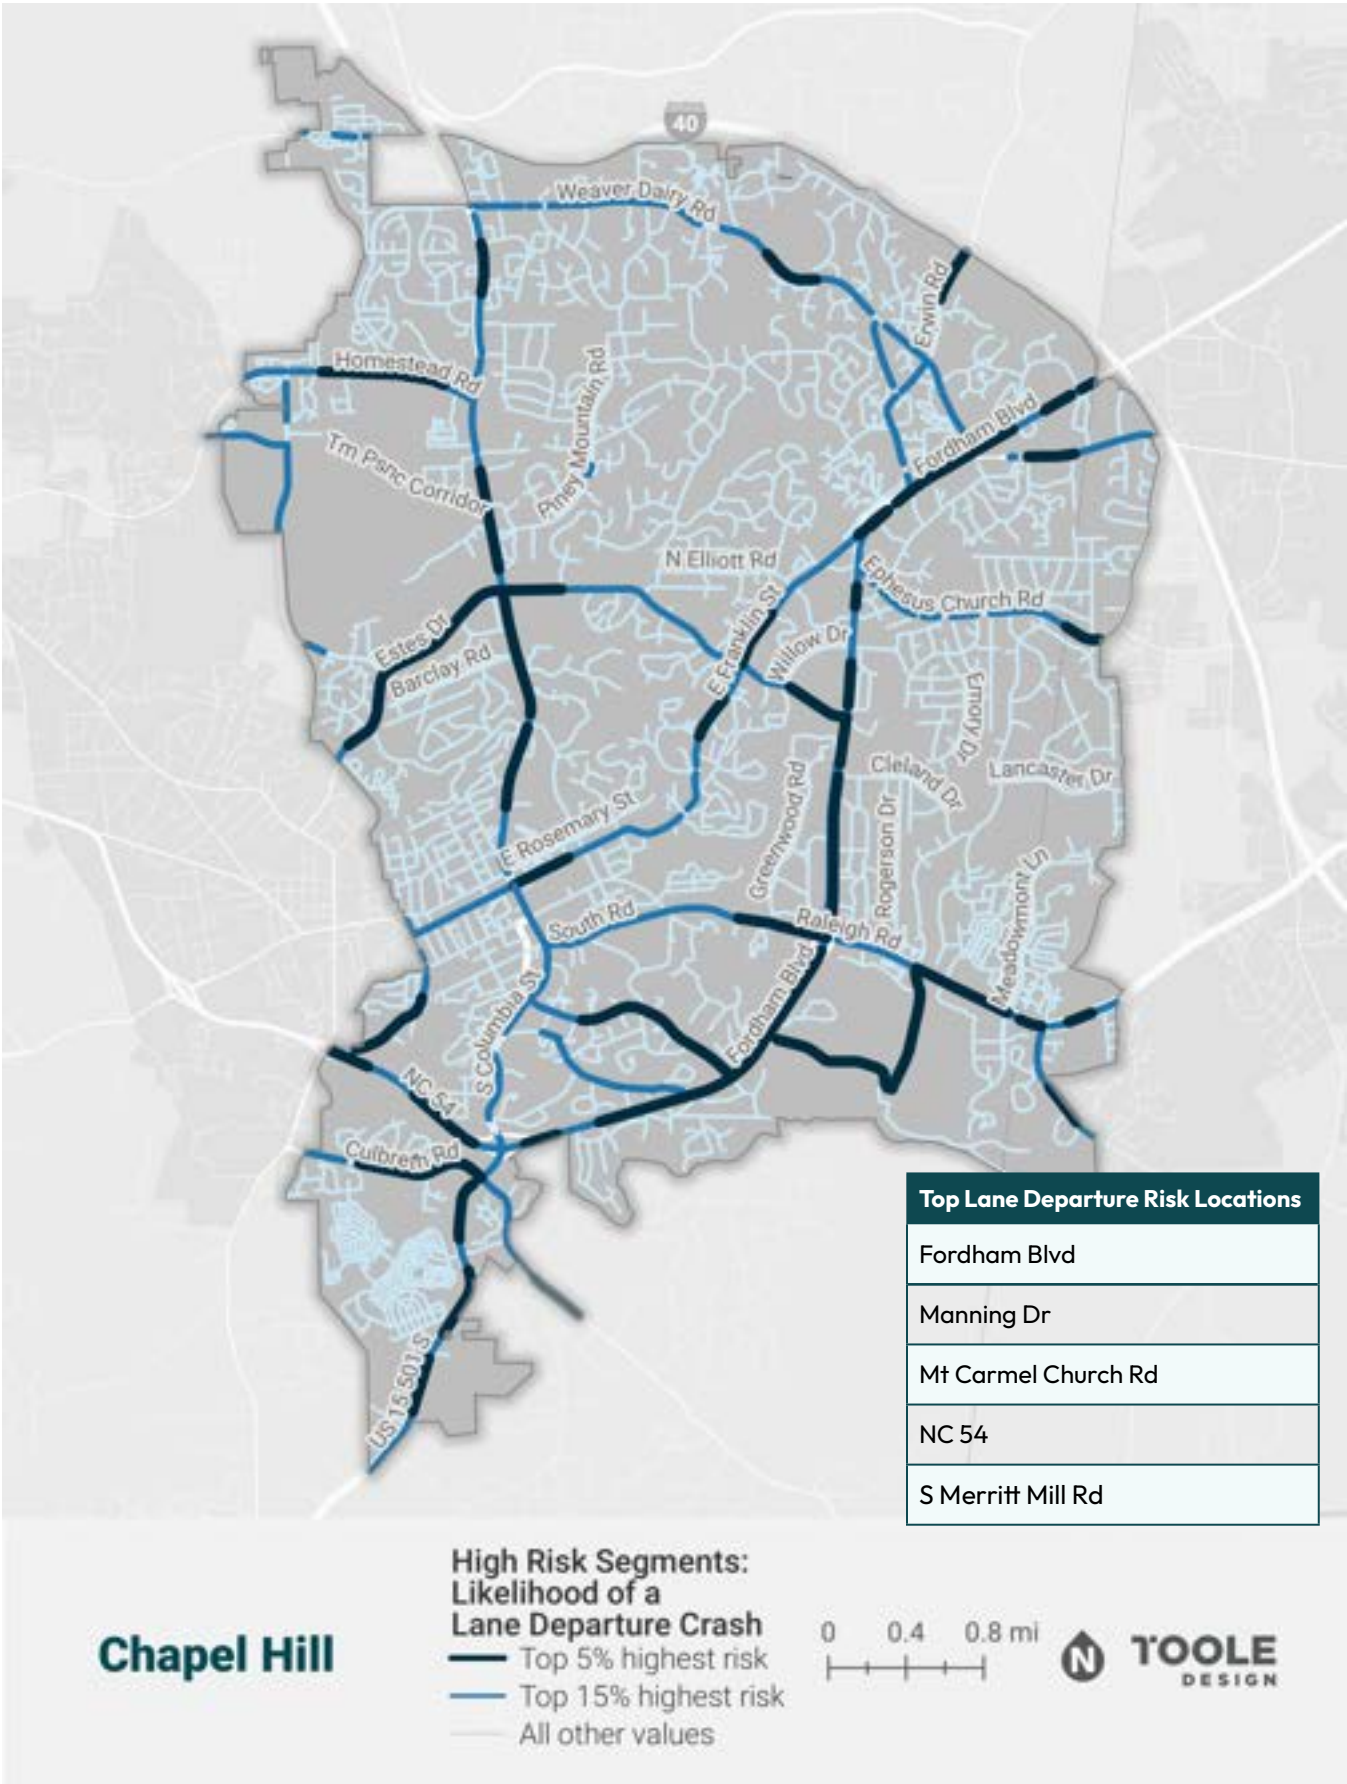 40
Weaver Dairy Rd
Erwin Rd
Homestead Rd
Piney Mountain Rd
Fordham Blvd
Tm Psnc Corridor
N Elliott Rd
Ephesus Church Rd
E Franklin St
Willow Dr
Estes Dr
Barclay Rd
Emory Dr
Cleland Dr
Lancaster Dr
Greenwood Rd
Rogerson Dr
E Rosemary St
Meadowmont Ln
South Rd
Raleigh Rd
S Columbia St
Fordham Blvd
NC 54
Culbreth Rd
US 15 501 S
Top Lane Departure Risk Locations
Fordham Blvd
Manning Dr
Mt Carmel Church Rd
NC 54
S Merritt Mill Rd
Chapel Hill
High Risk Segments:
Likelihood of a
Lane Departure Crash
Top 5% highest risk
Top 15% highest risk
All other values
0 0.4 0.8 mi
N
TOOLE
DESIGN